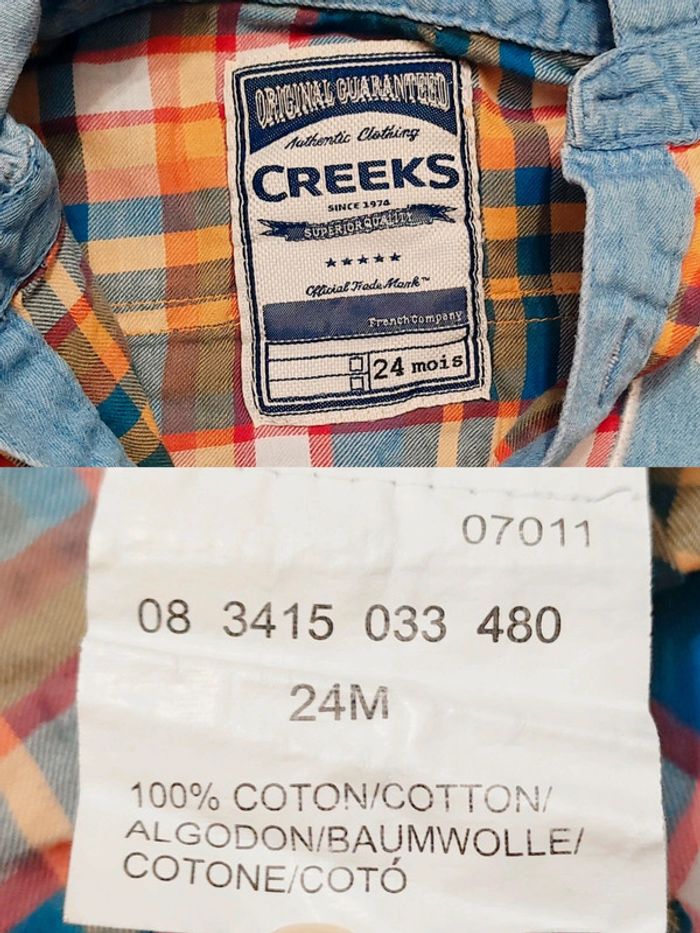 ORIGINAL GUARANTEED
Authentic Clothing
CREEKS
SINCE 1974
SUPERIOR QUALITY
Official Trade Mark™
French Company
24 mois
07011
08 3415 033 480
24M
100% COTON/COTTON/
ALGODON/BAUMWOLLE/
COTONE/COTÓ